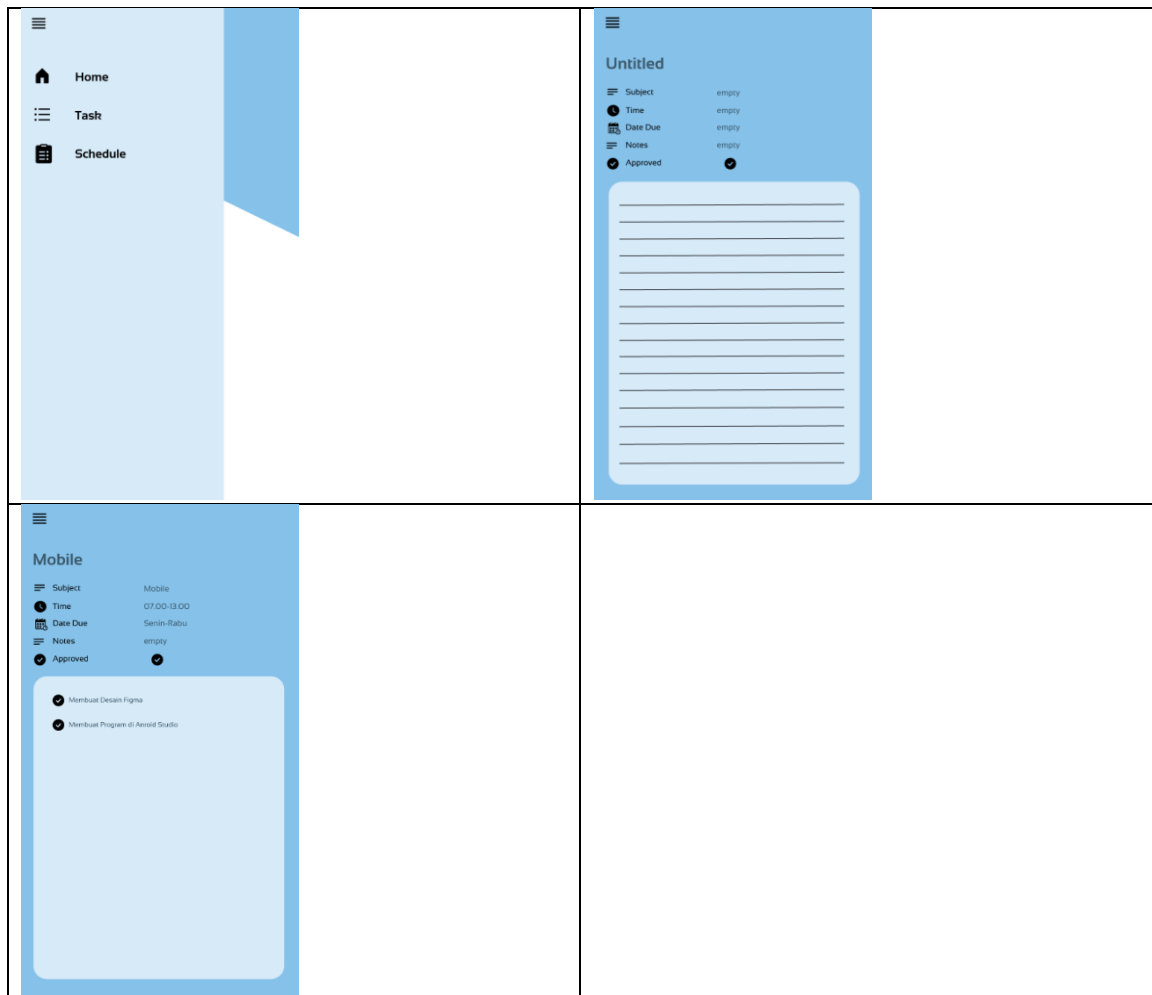 Home
Task
Schedule
Untitled
Subject empty
Time empty
Date Due empty
Notes empty
Approved
Mobile
Subject Mobile
Time 07.00-13.00
Date Due Senin-Rabu
Notes empty
Approved
Membuat Desain Figma
Membuat Program di Anroid Studio